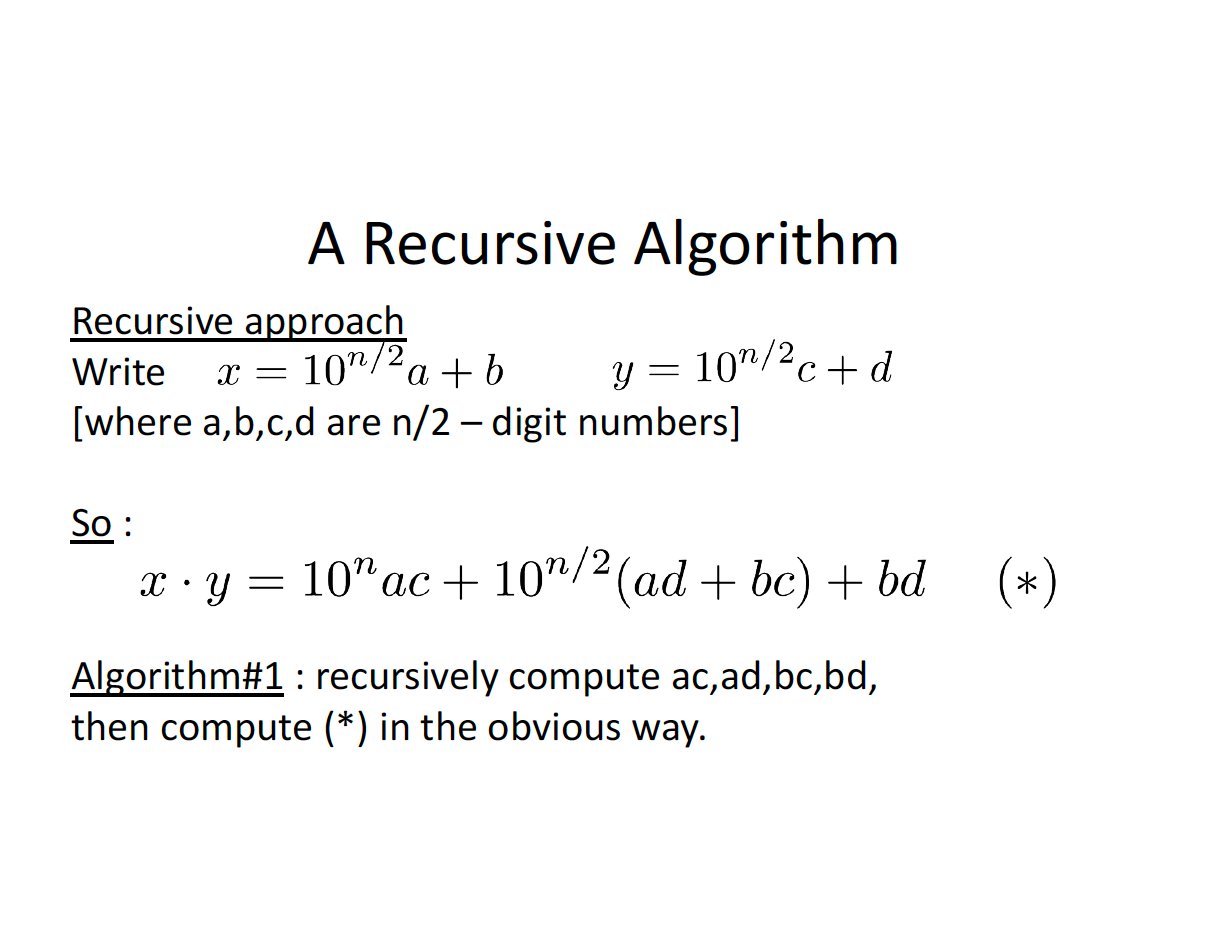 A Recursive Algorithm
Recursive approach
Write x = 10^{n/2}a + b y = 10^{n/2}c + d
[where a,b,c,d are n/2 – digit numbers]
So :
x · y = 10^n ac + 10^{n/2}(ad + bc) + bd (*)
Algorithm#1 : recursively compute ac,ad,bc,bd,
then compute (*) in the obvious way.